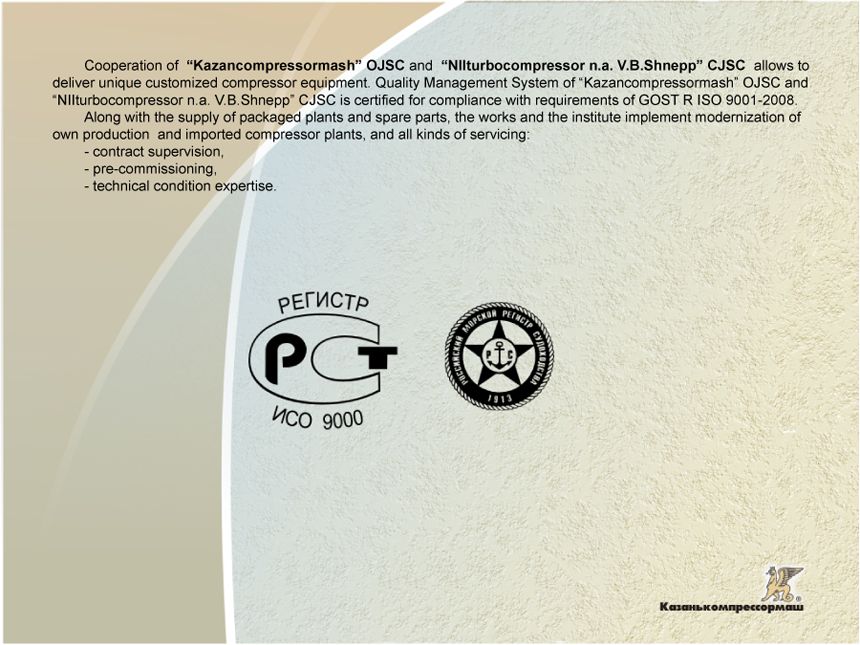 Cooperation of “Kazancompressormash” OJSC and “NIIturbocompressor n.a. V.B.Shnepp” CJSC allows to
deliver unique customized compressor equipment. Quality Management System of “Kazancompressormash” OJSC and
“NIIturbocompressor n.a. V.B.Shnepp” CJSC is certified for compliance with requirements of GOST R ISO 9001-2008.
Along with the supply of packaged plants and spare parts, the works and the institute implement modernization of
own production and imported compressor plants, and all kinds of servicing:
- contract supervision,
- pre-commissioning,
- technical condition expertise.
РЕГИСТР
РСТ
ИСО 9000
РОССИЙСКИЙ МОРСКОЙ РЕГИСТР СУДОХОДСТВА
Р С
1913
Казанькомпрессормаш ®